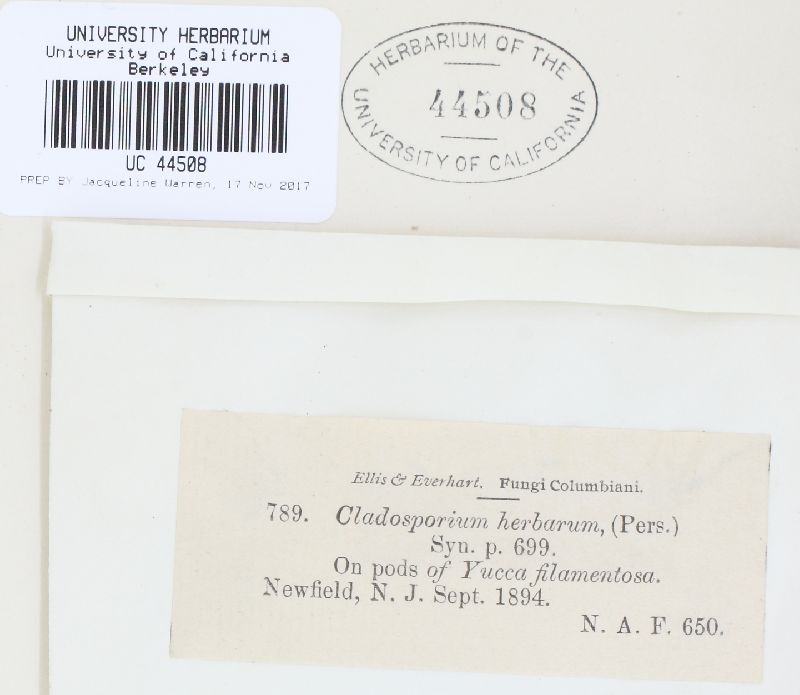 UNIVERSITY HERBARIUM
University of California
Berkeley
UC 44508
PREP BY Jacqueline Warren, 17 Nov 2017
HERBARIUM OF THE
44508
UNIVERSITY OF CALIFORNIA
Ellis & Everhart. Fungi Columbiani.
789. Cladosporium herbarum, (Pers.)
Syn. p. 699.
On pods of Yucca filamentosa.
Newfield, N. J. Sept. 1894.
N. A. F. 650.